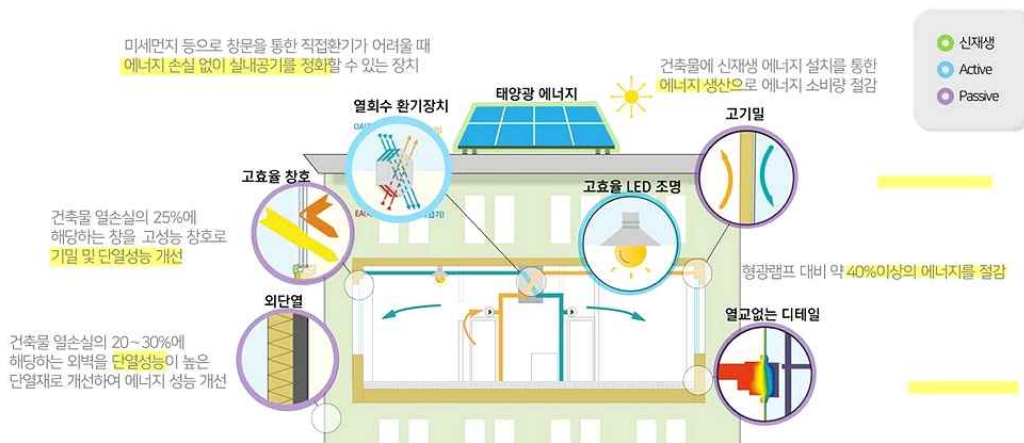 미세먼지 등으로 창문을 통한 직접환기가 어려울 때
에너지 손실 없이 실내공기를 정화할 수 있는 장치
신재생
Active
Passive
건축물에 신재생 에너지 설치를 통한
에너지 생산으로 에너지 소비량 절감
태양광 에너지
열회수 환기장치
고기밀
고효율 창호
고효율 LED 조명
건축물 열손실의 25%에
해당하는 창을 고성능 창호로
기밀 및 단열성능 개선
형광램프 대비 약 40%이상의 에너지를 절감
외단열
열교없는 디테일
건축물 열손실의 20~30%에
해당하는 외벽을 단열성능이 높은
단열재로 개선하여 에너지 성능 개선